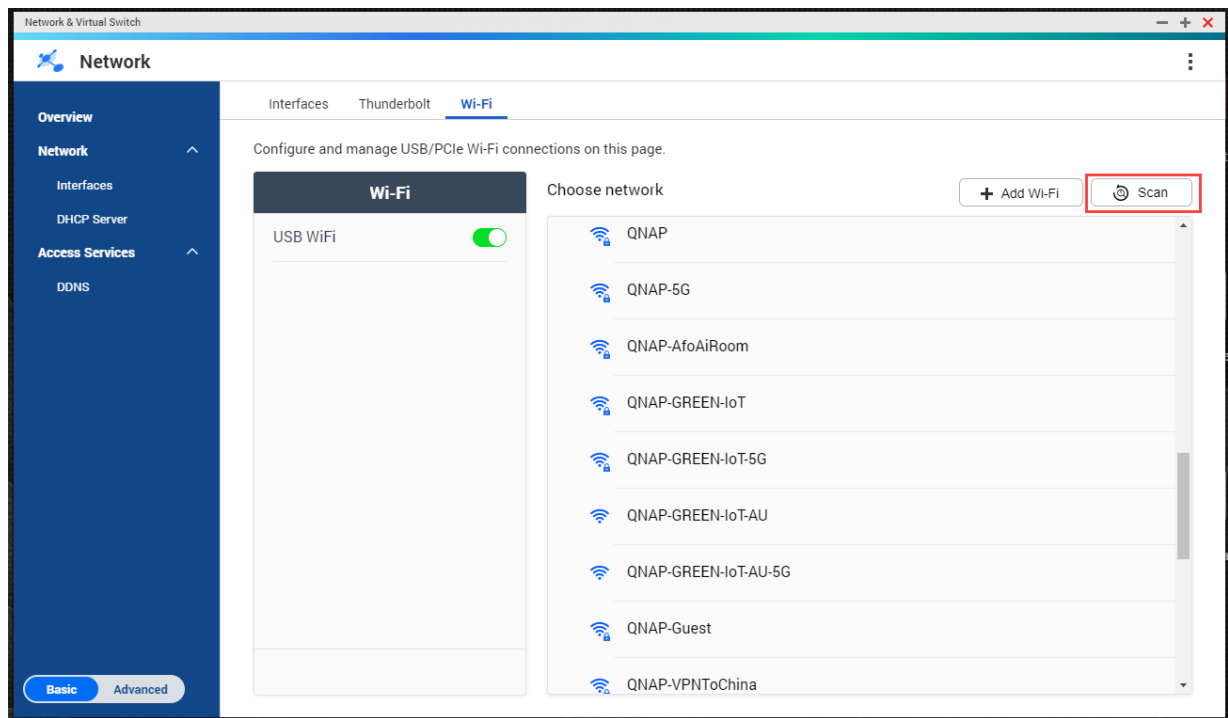 Network & Virtual Switch
Network
Overview
Network
Interfaces
DHCP Server
Access Services
DDNS
Basic Advanced
Interfaces Thunderbolt Wi-Fi
Configure and manage USB/PCIe Wi-Fi connections on this page.
Wi-Fi
USB WiFi
Choose network
+ Add Wi-Fi
Scan
QNAP
QNAP-5G
QNAP-AfoAiRoom
QNAP-GREEN-IoT
QNAP-GREEN-IoT-5G
QNAP-GREEN-IoT-AU
QNAP-GREEN-IoT-AU-5G
QNAP-Guest
QNAP-VPNToChina